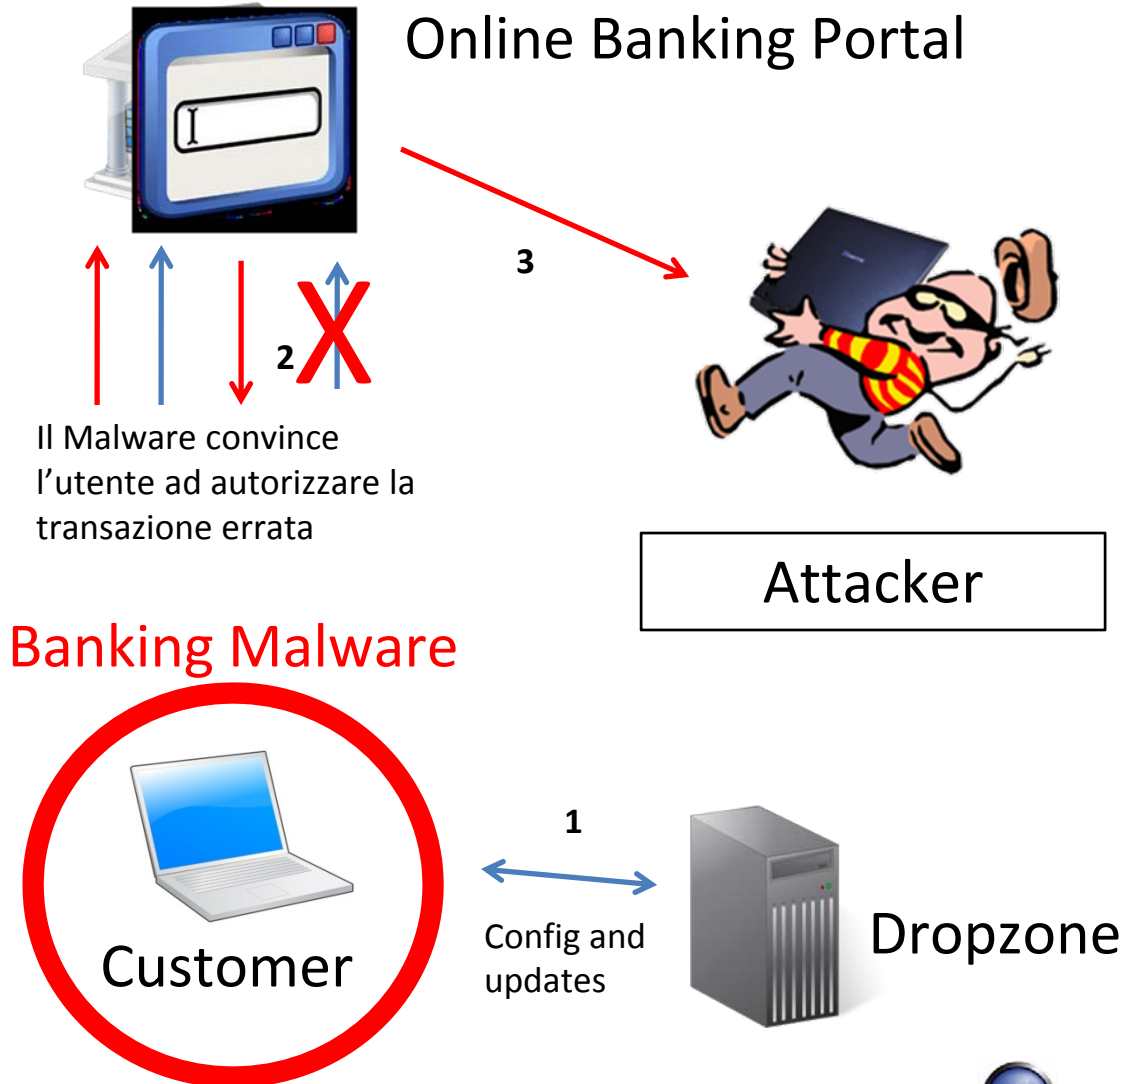 Online Banking Portal
3
2
X
Il Malware convince
l’utente ad autorizzare la
transazione errata
Attacker
Banking Malware
1
Config and
updates
Customer
Dropzone